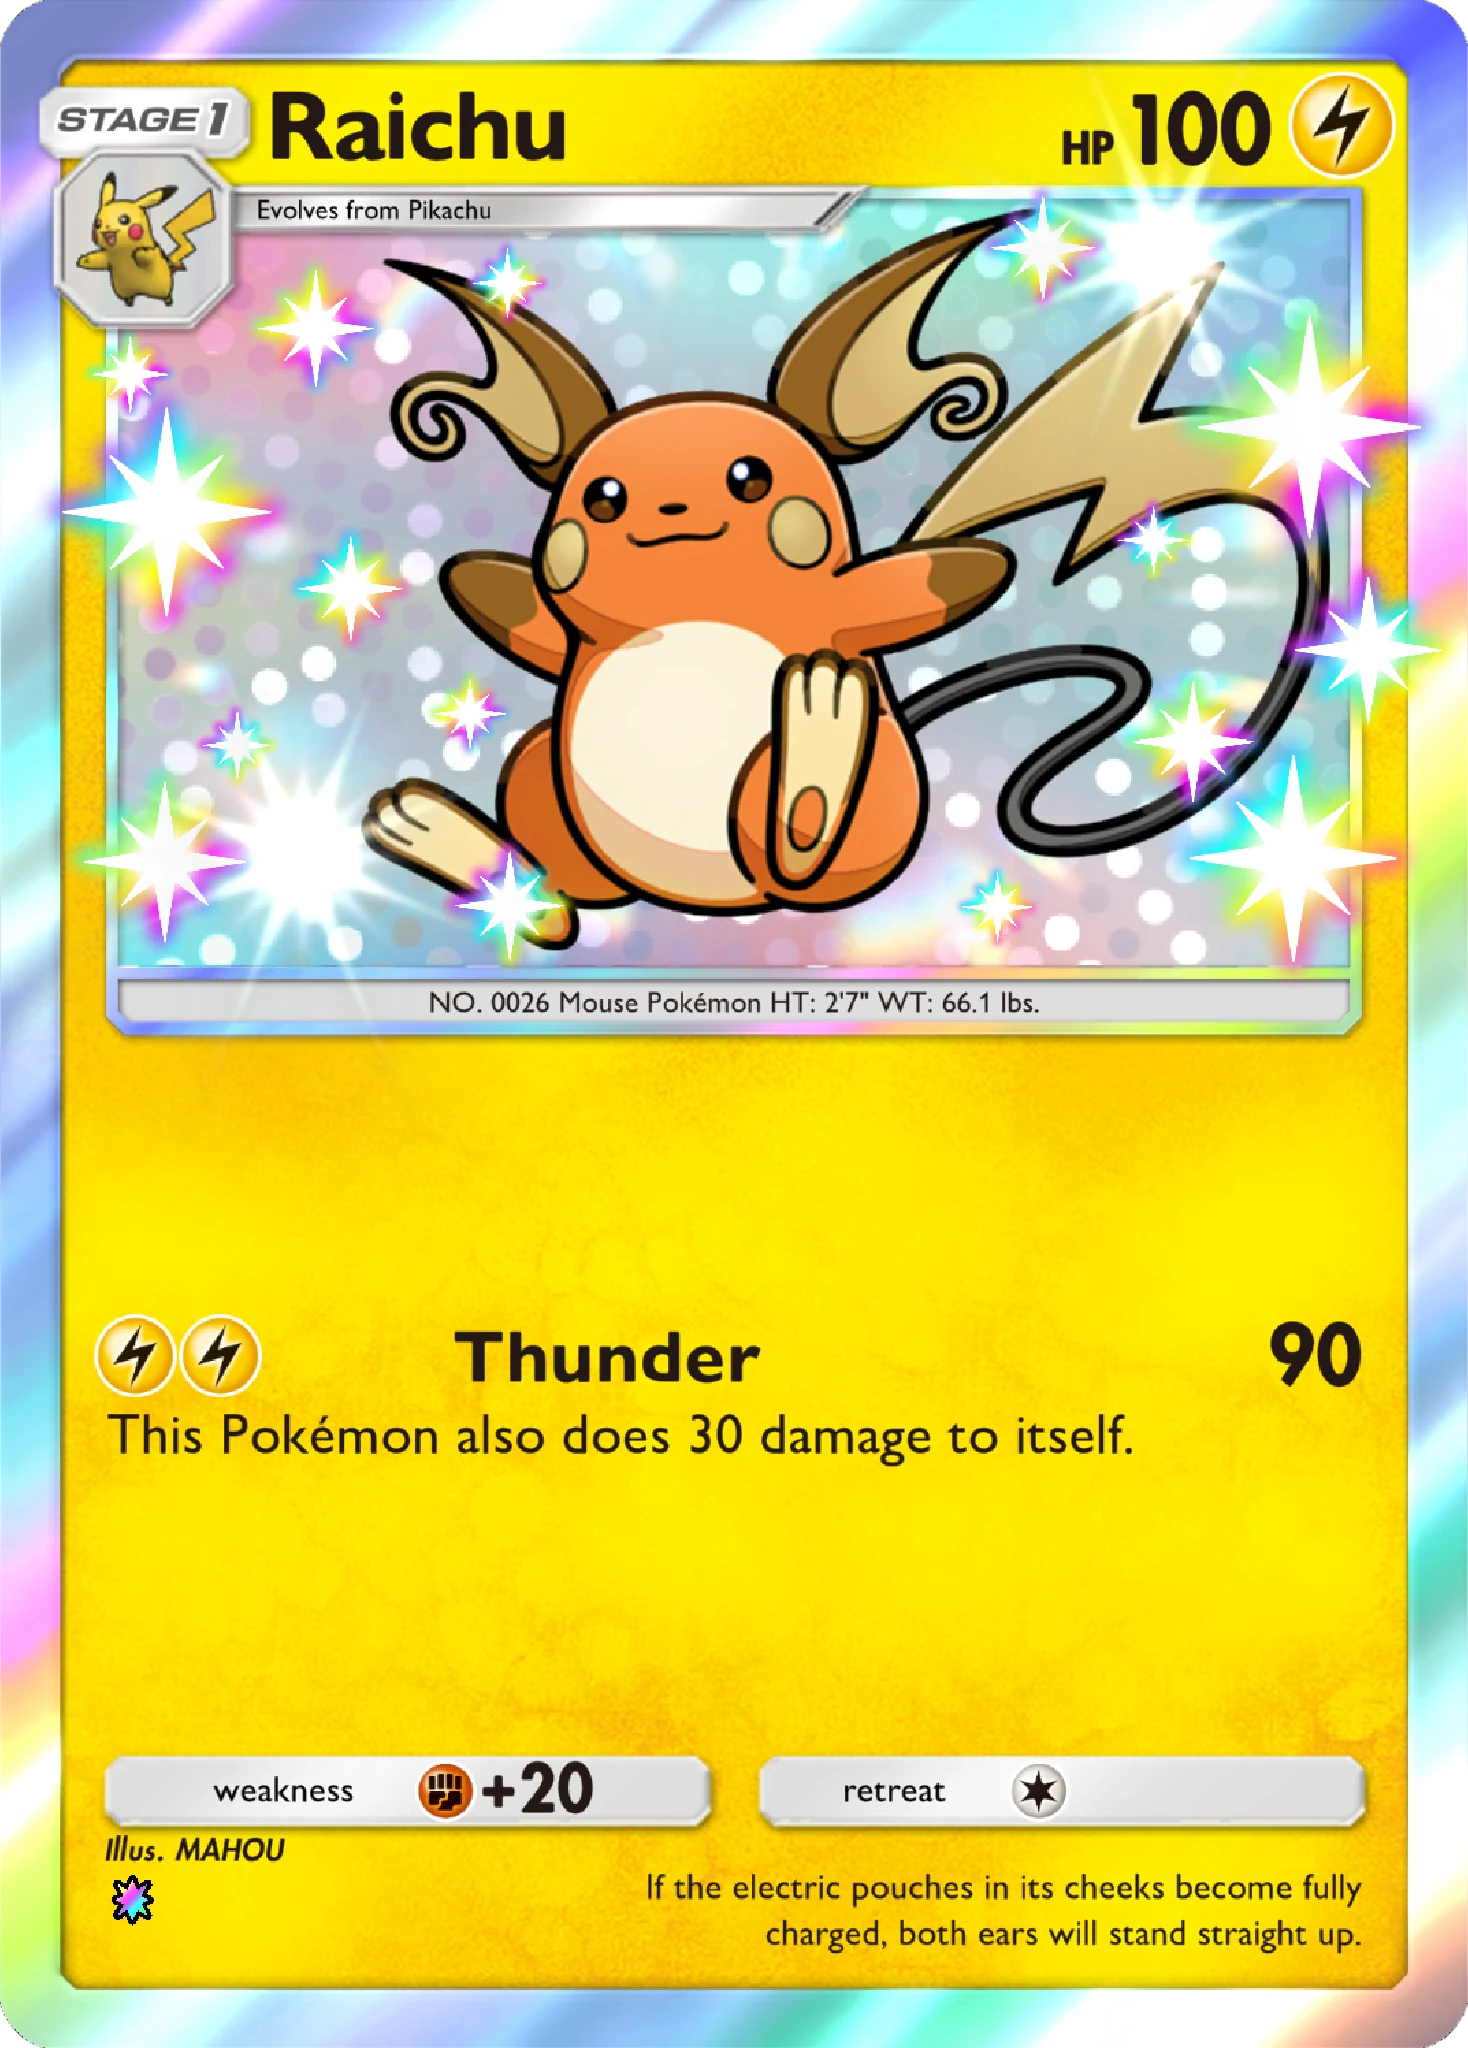 STAGE 1
Raichu
HP 100
Evolves from Pikachu
NO. 0026 Mouse Pokémon HT: 2'7" WT: 66.1 lbs.
Thunder 90
This Pokémon also does 30 damage to itself.
weakness +20
retreat
Illus. MAHOU
If the electric pouches in its cheeks become fully
charged, both ears will stand straight up.